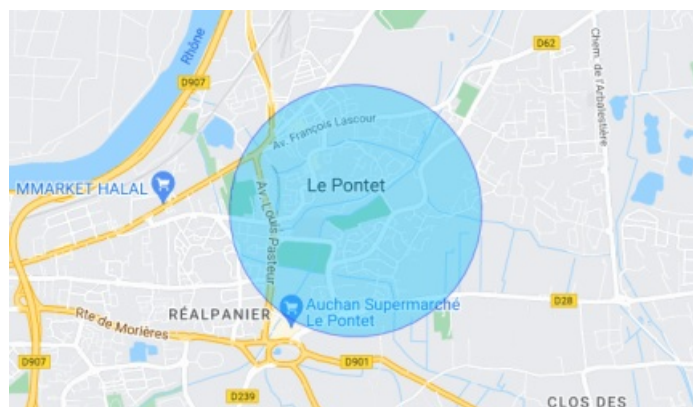 D62
Rhône
D907
Chem. de l'Arbalestière
Av. François Lascour
MMARKET HALAL
Le Pontet
Av. Louis Pasteur
RÉALPANIER
Auchan Supermarché
Le Pontet
D28
Rte de Morières
D907
D901
D239
CLOS DES